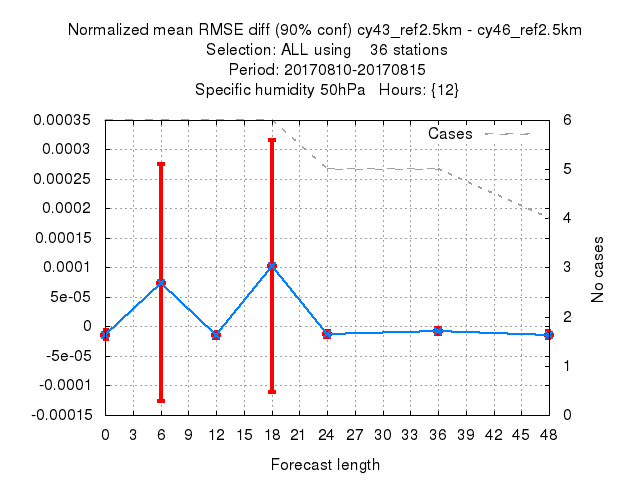 Normalized mean RMSE diff (90% conf) cy43_ref2.5km - cy46_ref2.5km
Selection: ALL using    36 stations
Period: 20170810-20170815
Specific humidity 50hPa   Hours: {12}
Cases
0.00035
0.0003
0.00025
0.0002
0.00015
0.0001
5e-05
0
-5e-05
-0.0001
-0.00015
6
5
4
3
2
1
0
No cases
0 3 6 9 12 15 18 21 24 27 30 33 36 39 42 45 48
Forecast length